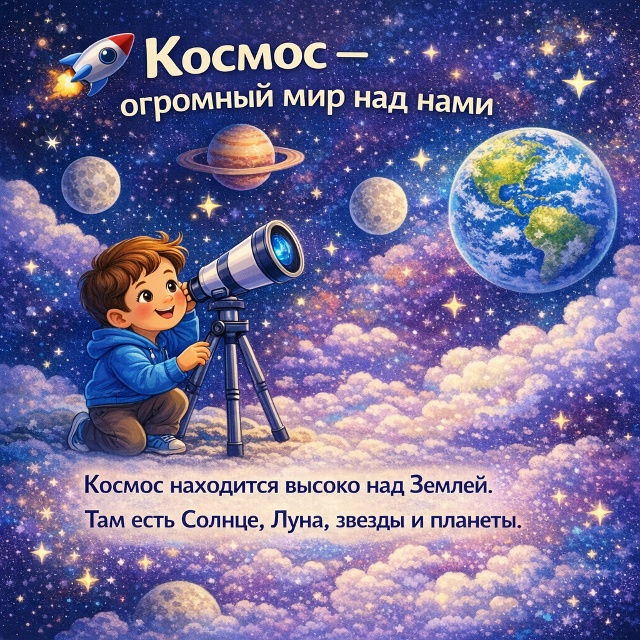 Космос –
огромный мир над нами
Космос находится высоко над Землей.
Там есть Солнце, Луна, звезды и планеты.